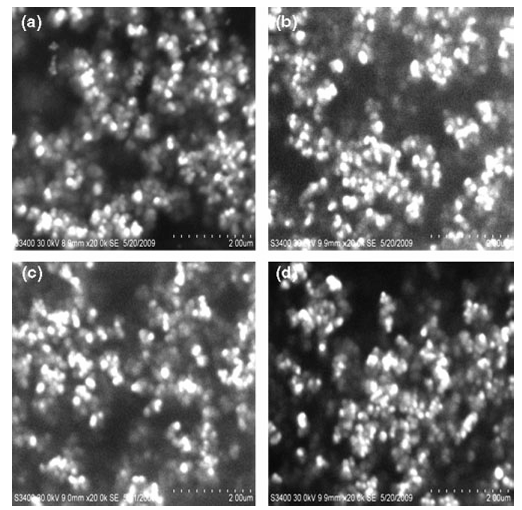 (a)
S3400 30.0kV 8.9mm x20.0k SE 5/20/2009 2.00um
(b)
S3400 30.0kV 9.9mm x20.0k SE 5/20/2009 2.00um
(c)
S3400 30.0kV 9.0mm x20.0k SE 2.00um
(d)
S3400 30.0kV 9.9mm x20.0k SE 5/20/2009 2.00um